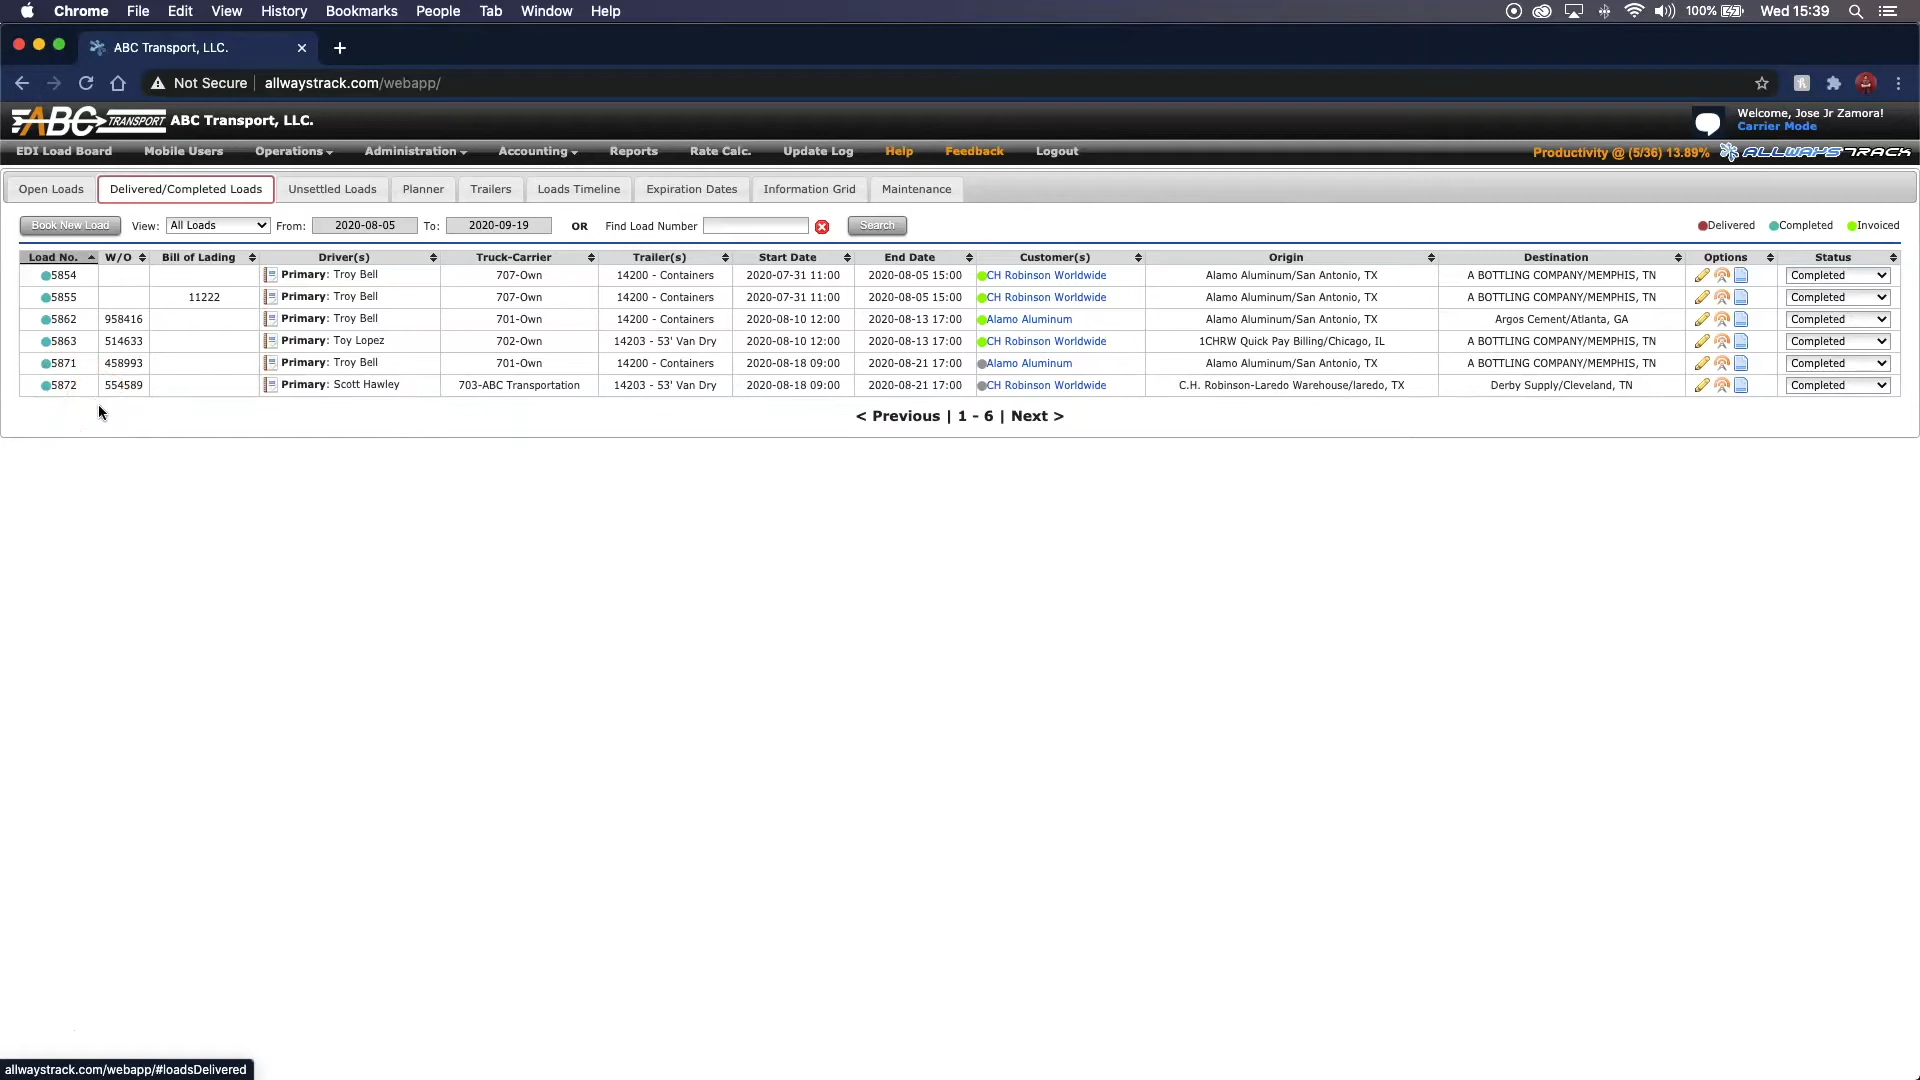 Chrome File Edit View History Bookmarks People Tab Window Help 100% Wed 15:39
ABC Transport, LLC.
Not Secure allwaystrack.com/webapp/
ABC TRANSPORT ABC Transport, LLC. Welcome, Jose Jr Zamora!
Carrier Mode
EDI Load Board Mobile Users Operations Administration Accounting Reports Rate Calc. Update Log Help Feedback Logout Productivity @ (5/36) 13.89% ALLWAYSTRACK
Open Loads Delivered/Completed Loads Unsettled Loads Planner Trailers Loads Timeline Expiration Dates Information Grid Maintenance
Book New Load View: All Loads From: 2020-08-05 To: 2020-09-19 OR Find Load Number Search Delivered Completed Invoiced
Load No. W/O Bill of Lading Driver(s) Truck-Carrier Trailer(s) Start Date End Date Customer(s) Origin Destination Options Status
5854 Primary: Troy Bell 707-Own 14200 - Containers 2020-07-31 11:00 2020-08-05 15:00 CH Robinson Worldwide Alamo Aluminum/San Antonio, TX A BOTTLING COMPANY/MEMPHIS, TN Completed
5855 11222 Primary: Troy Bell 707-Own 14200 - Containers 2020-07-31 11:00 2020-08-05 15:00 CH Robinson Worldwide Alamo Aluminum/San Antonio, TX A BOTTLING COMPANY/MEMPHIS, TN Completed
5862 958416 Primary: Troy Bell 701-Own 14200 - Containers 2020-08-10 12:00 2020-08-13 17:00 Alamo Aluminum Alamo Aluminum/San Antonio, TX Argos Cement/Atlanta, GA Completed
5863 514633 Primary: Toy Lopez 702-Own 14203 - 53' Van Dry 2020-08-10 12:00 2020-08-13 17:00 CH Robinson Worldwide 1CHRW Quick Pay Billing/Chicago, IL A BOTTLING COMPANY/MEMPHIS, TN Completed
5871 458993 Primary: Troy Bell 701-Own 14200 - Containers 2020-08-18 09:00 2020-08-21 17:00 Alamo Aluminum Alamo Aluminum/San Antonio, TX A BOTTLING COMPANY/MEMPHIS, TN Completed
5872 554589 Primary: Scott Hawley 703-ABC Transportation 14203 - 53' Van Dry 2020-08-18 09:00 2020-08-21 17:00 CH Robinson Worldwide C.H. Robinson-Laredo Warehouse/laredo, TX Derby Supply/Cleveland, TN Completed
< Previous | 1 - 6 | Next >
allwaystrack.com/webapp/#loadsDelivered